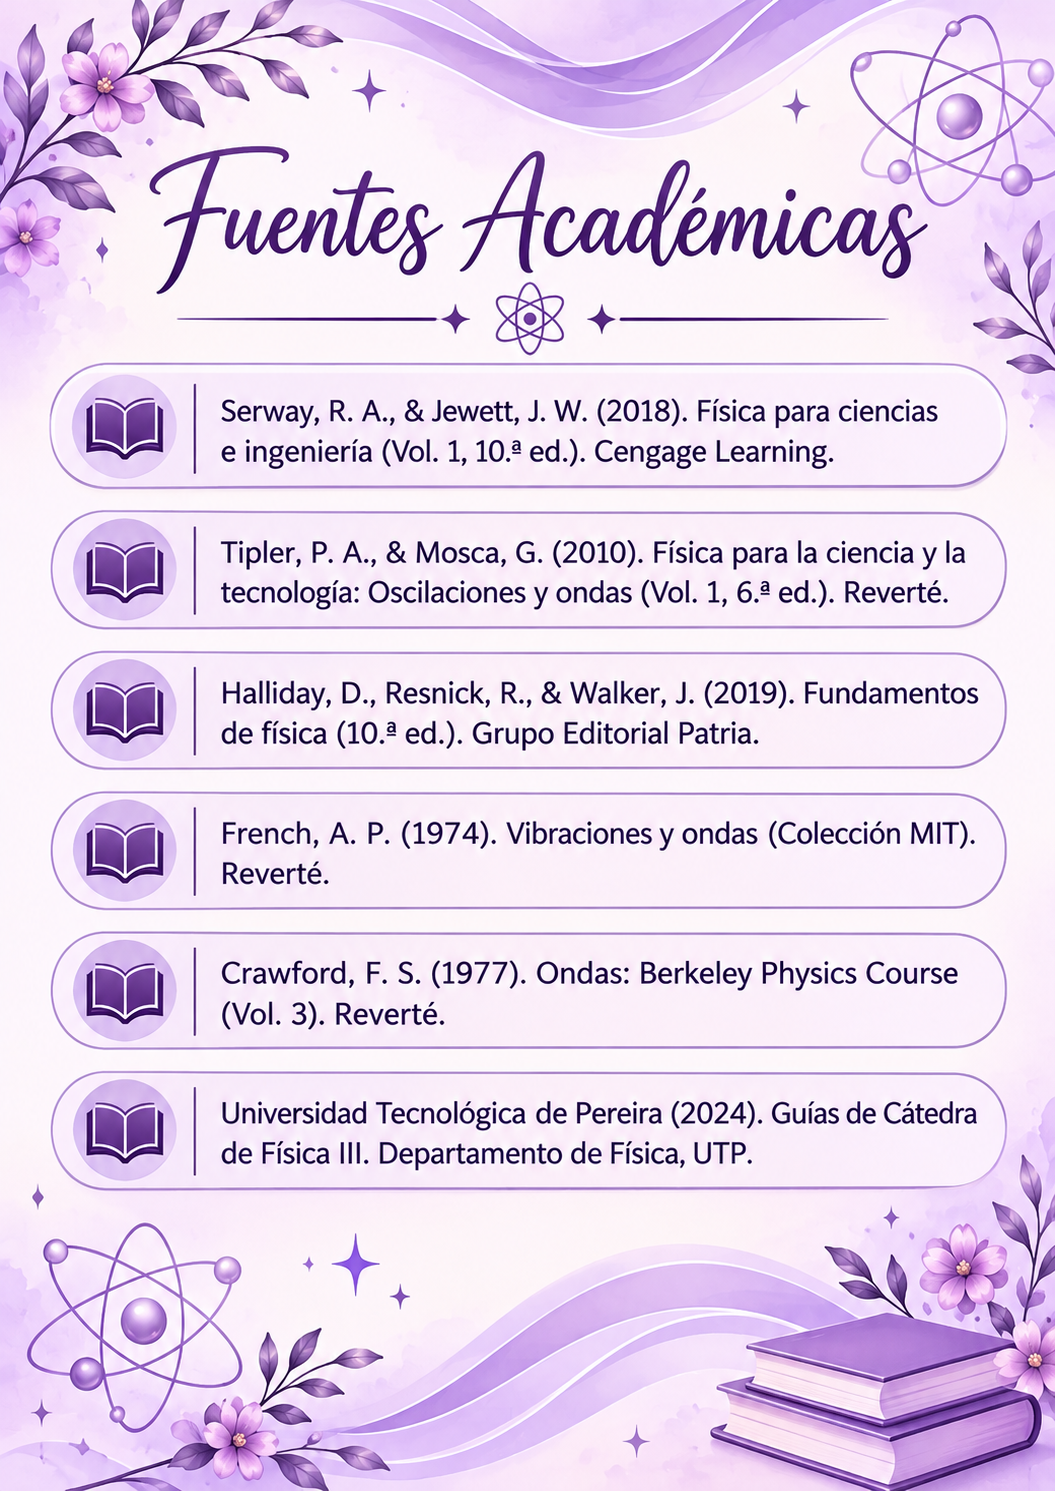 Fuentes Académicas
Serway, R. A., & Jewett, J. W. (2018). Física para ciencias
e ingeniería (Vol. 1, 10.ª ed.). Cengage Learning.
Tipler, P. A., & Mosca, G. (2010). Física para la ciencia y la
tecnología: Oscilaciones y ondas (Vol. 1, 6.ª ed.). Reverté.
Halliday, D., Resnick, R., & Walker, J. (2019). Fundamentos
de física (10.ª ed.). Grupo Editorial Patria.
French, A. P. (1974). Vibraciones y ondas (Colección MIT).
Reverté.
Crawford, F. S. (1977). Ondas: Berkeley Physics Course
(Vol. 3). Reverté.
Universidad Tecnológica de Pereira (2024). Guías de Cátedra
de Física III. Departamento de Física, UTP.